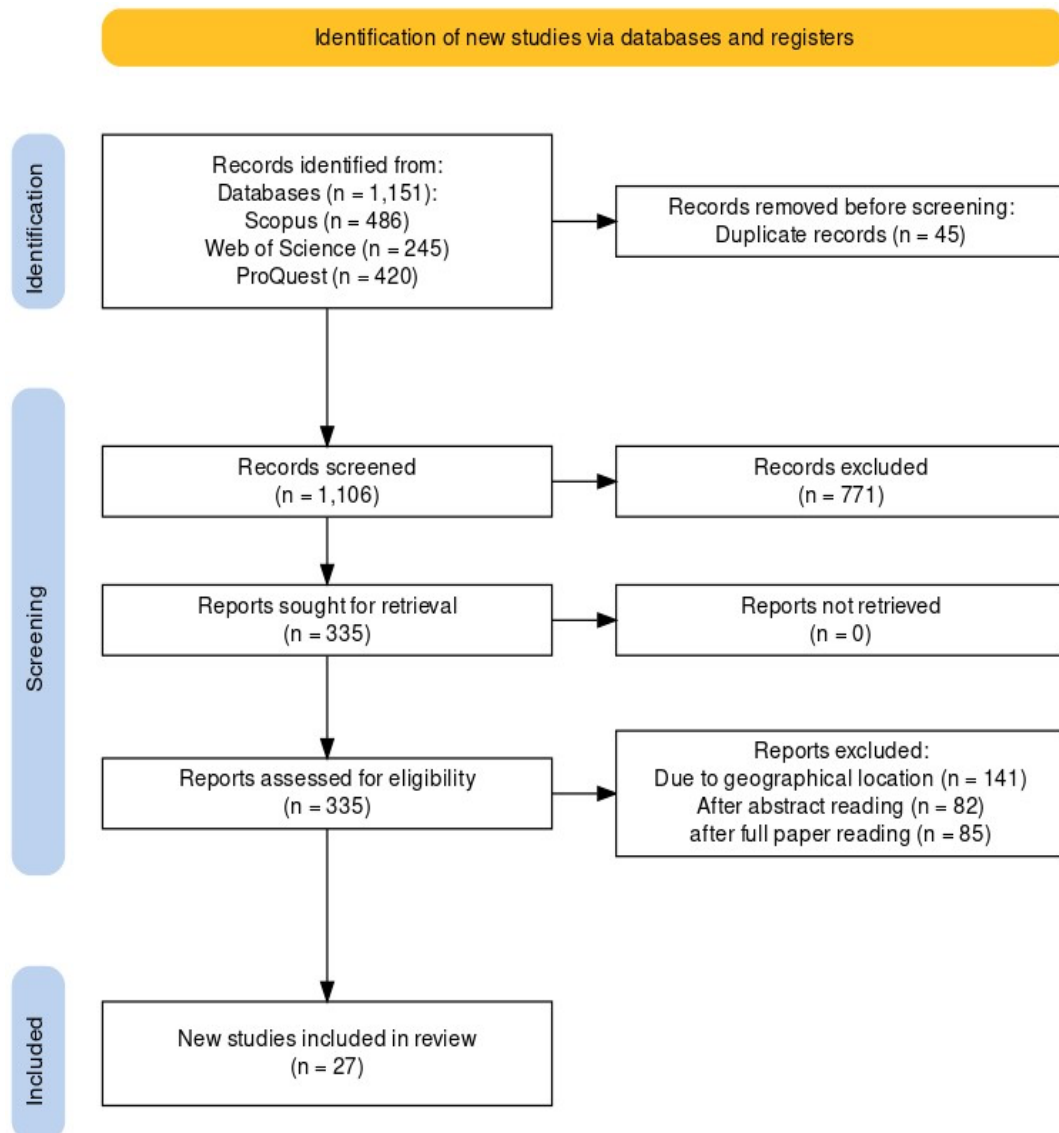 Identification of new studies via databases and registers
Identification
Records identified from:
Databases (n = 1,151):
Scopus (n = 486)
Web of Science (n = 245)
ProQuest (n = 420)
Records removed before screening:
Duplicate records (n = 45)
Screening
Records screened
(n = 1,106)
Records excluded
(n = 771)
Reports sought for retrieval
(n = 335)
Reports not retrieved
(n = 0)
Reports assessed for eligibility
(n = 335)
Reports excluded:
Due to geographical location (n = 141)
After abstract reading (n = 82)
after full paper reading (n = 85)
Included
New studies included in review
(n = 27)